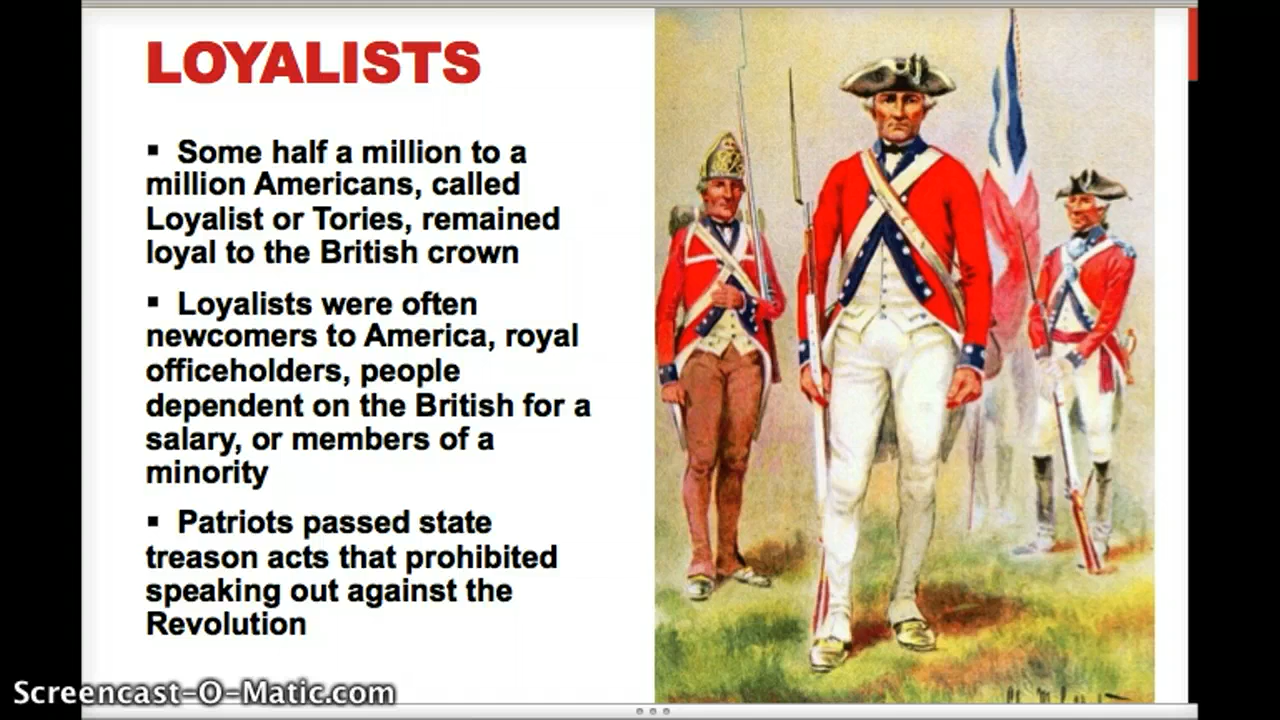 LOYALISTS
▪ Some half a million to a
million Americans, called
Loyalist or Tories, remained
loyal to the British crown
▪ Loyalists were often
newcomers to America, royal
officeholders, people
dependent on the British for a
salary, or members of a
minority
▪ Patriots passed state
treason acts that prohibited
speaking out against the
Revolution
Screencast-O-Matic.com